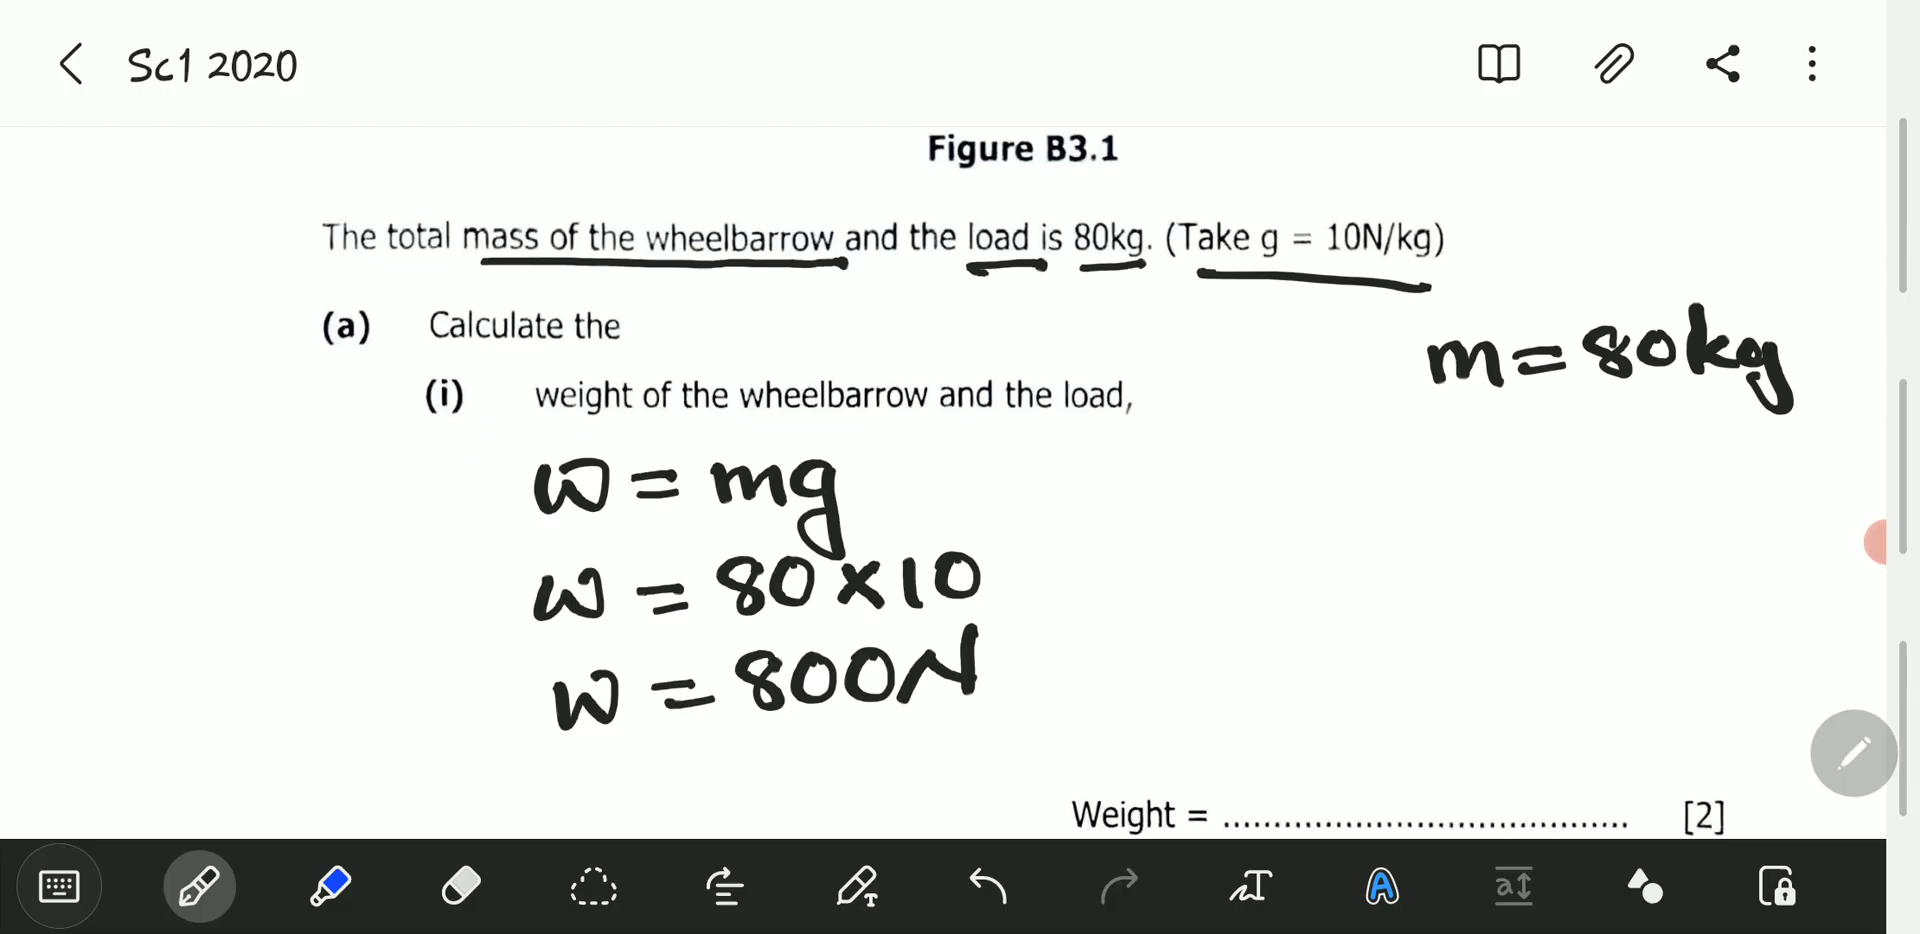 Sc1 2020
Figure B3.1
The total mass of the wheelbarrow and the load is 80kg. (Take g = 10N/kg)
(a) Calculate the
m = 80kg
(i) weight of the wheelbarrow and the load,
w = mg
w = 80 × 10
w = 800N
Weight = ........................................ [2]